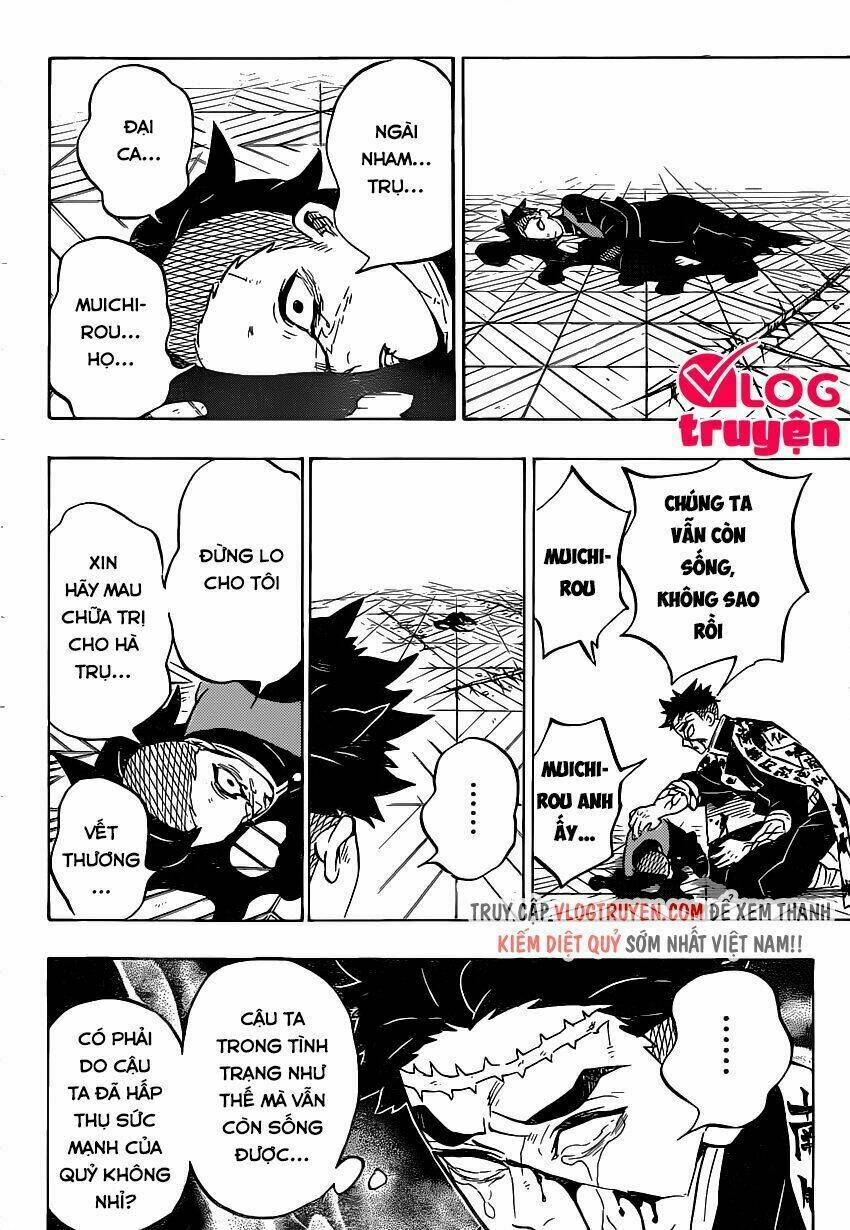 NGÀI
NHAM...
TRỤ...
ĐẠI
CA...
MUICHI-
ROU...
HỌ...
VLOG
truyện
CHÚNG TA
VẪN CÒN
SỐNG,
KHÔNG SAO
RỒI
MUICHI-
ROU
MUICHI-
ROU ANH
ẤY...
......
ĐỪNG LO
CHO TÔI
XIN
HÃY MAU
CHỮA TRỊ
CHO HÀ
TRỤ...
VẾT
THƯƠNG
...
TRUY CẬP VLOGTRUYEN.COM ĐỂ XEM THANH
KIẾM DIỆT QUỶ SỚM NHẤT VIỆT NAM!!
......
CẬU TA
TRONG TÌNH
TRẠNG NHƯ
THẾ MÀ VẪN
CÒN SỐNG
ĐƯỢC...
CÓ PHẢI
DO CẬU
TA ĐÃ HẤP
THỤ SỨC
MẠNH CỦA
QUỶ KHÔNG
NHỈ?